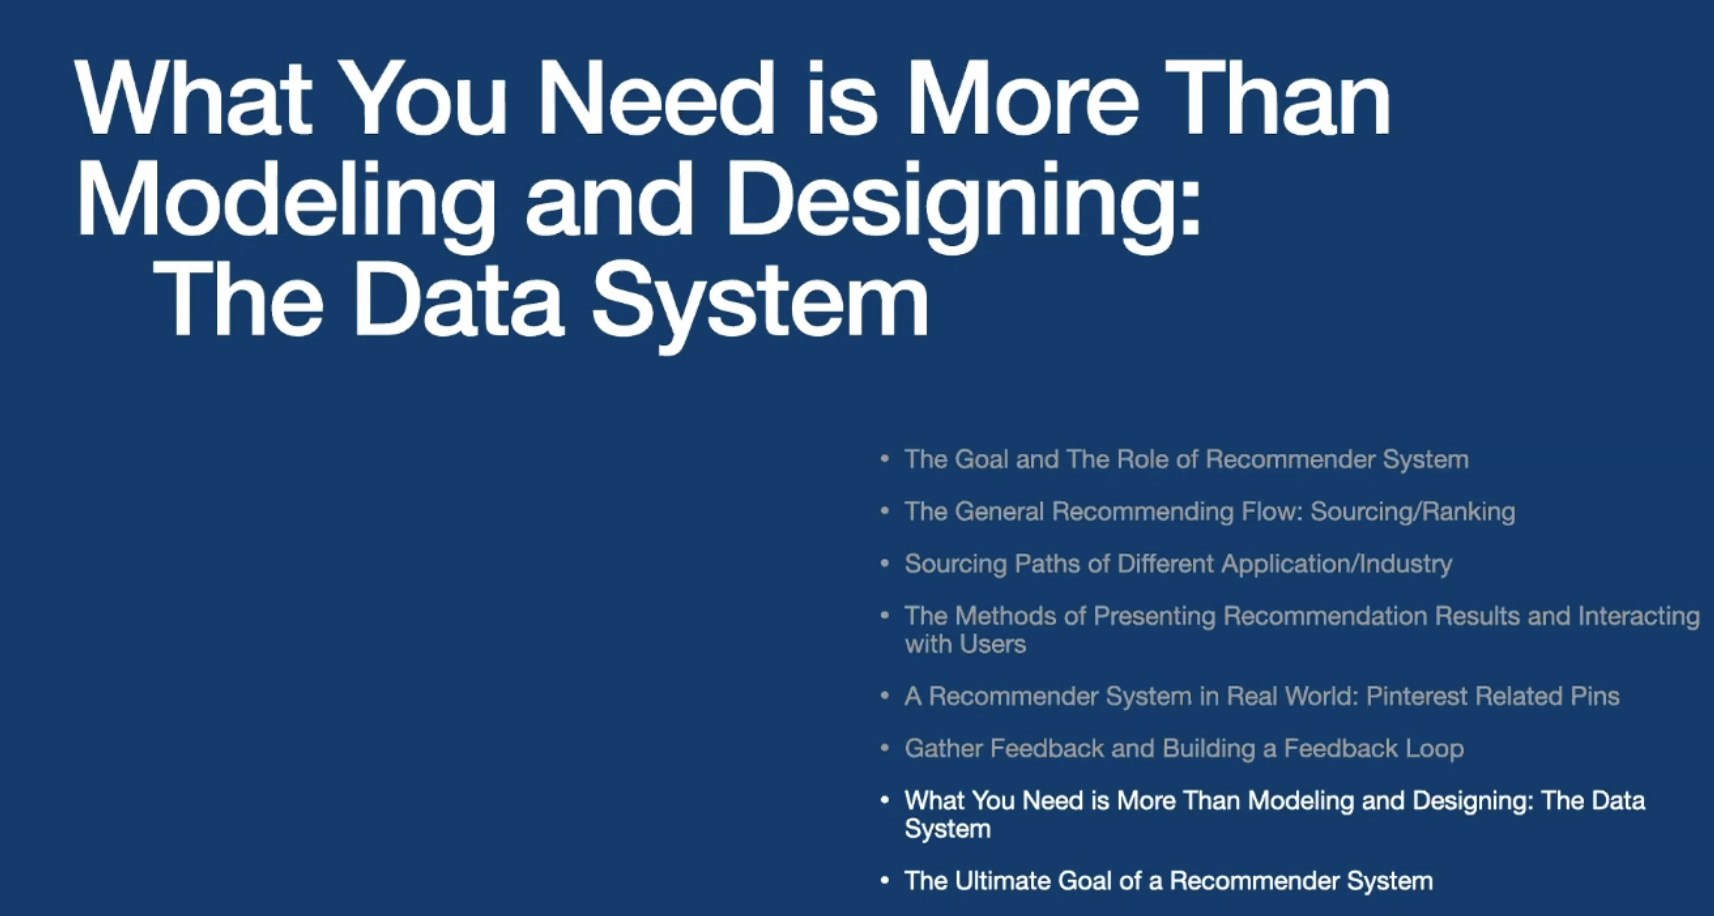 What You Need is More Than
Modeling and Designing:
The Data System
• The Goal and The Role of Recommender System
• The General Recommending Flow: Sourcing/Ranking
• Sourcing Paths of Different Application/Industry
• The Methods of Presenting Recommendation Results and Interacting
with Users
• A Recommender System in Real World: Pinterest Related Pins
• Gather Feedback and Building a Feedback Loop
• What You Need is More Than Modeling and Designing: The Data
System
• The Ultimate Goal of a Recommender System